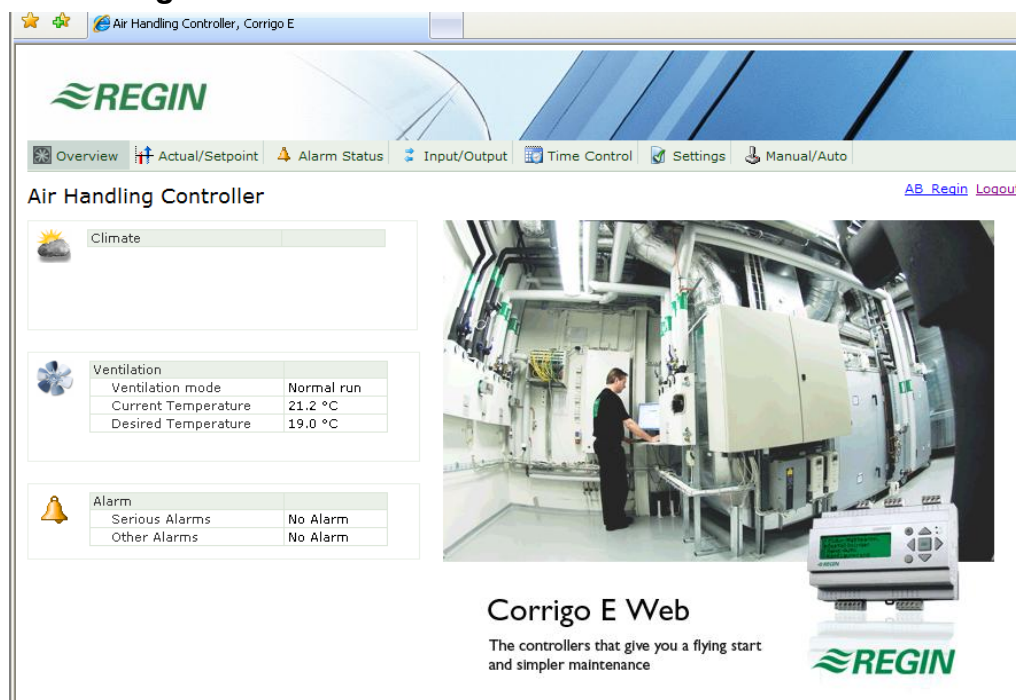 Air Handling Controller, Corrigo E
REGIN
Overview Actual/Setpoint Alarm Status Input/Output Time Control Settings Manual/Auto
AB_Regin Logout
Air Handling Controller
Climate
Ventilation
Ventilation mode Normal run
Current Temperature 21.2 °C
Desired Temperature 19.0 °C
Alarm
Serious Alarms No Alarm
Other Alarms No Alarm
Corrigo E Web
The controllers that give you a flying start
and simpler maintenance
REGIN